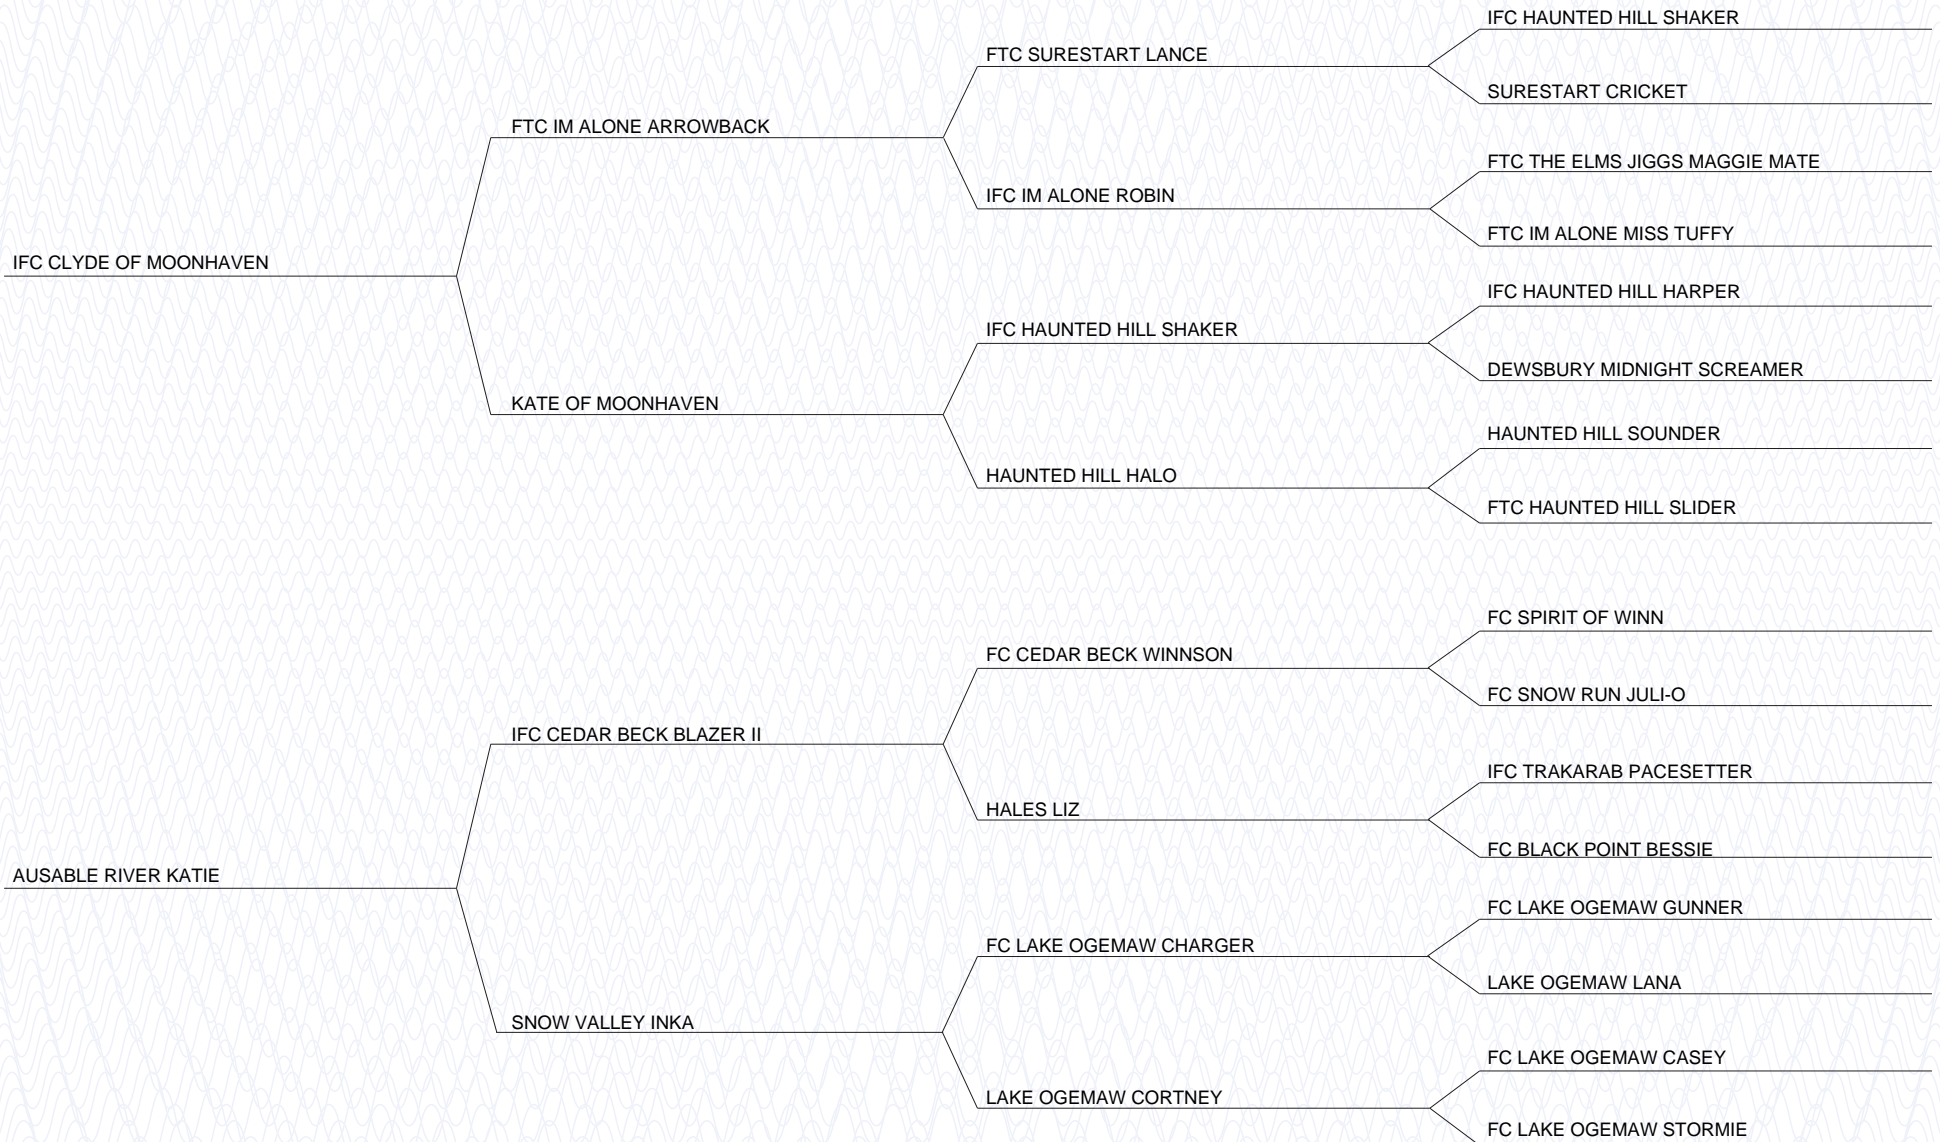 IFC HAUNTED HILL SHAKER
FTC SURESTART LANCE
SURESTART CRICKET
FTC IM ALONE ARROWBACK
FTC THE ELMS JIGGS MAGGIE MATE
IFC IM ALONE ROBIN
FTC IM ALONE MISS TUFFY
IFC CLYDE OF MOONHAVEN
IFC HAUNTED HILL HARPER
IFC HAUNTED HILL SHAKER
DEWSBURY MIDNIGHT SCREAMER
KATE OF MOONHAVEN
HAUNTED HILL SOUNDER
HAUNTED HILL HALO
FTC HAUNTED HILL SLIDER
FC SPIRIT OF WINN
FC CEDAR BECK WINNSON
FC SNOW RUN JULI-O
IFC CEDAR BECK BLAZER II
IFC TRAKARAB PACESETTER
HALES LIZ
FC BLACK POINT BESSIE
AUSABLE RIVER KATIE
FC LAKE OGEMAW GUNNER
FC LAKE OGEMAW CHARGER
LAKE OGEMAW LANA
SNOW VALLEY INKA
FC LAKE OGEMAW CASEY
LAKE OGEMAW CORTNEY
FC LAKE OGEMAW STORMIE